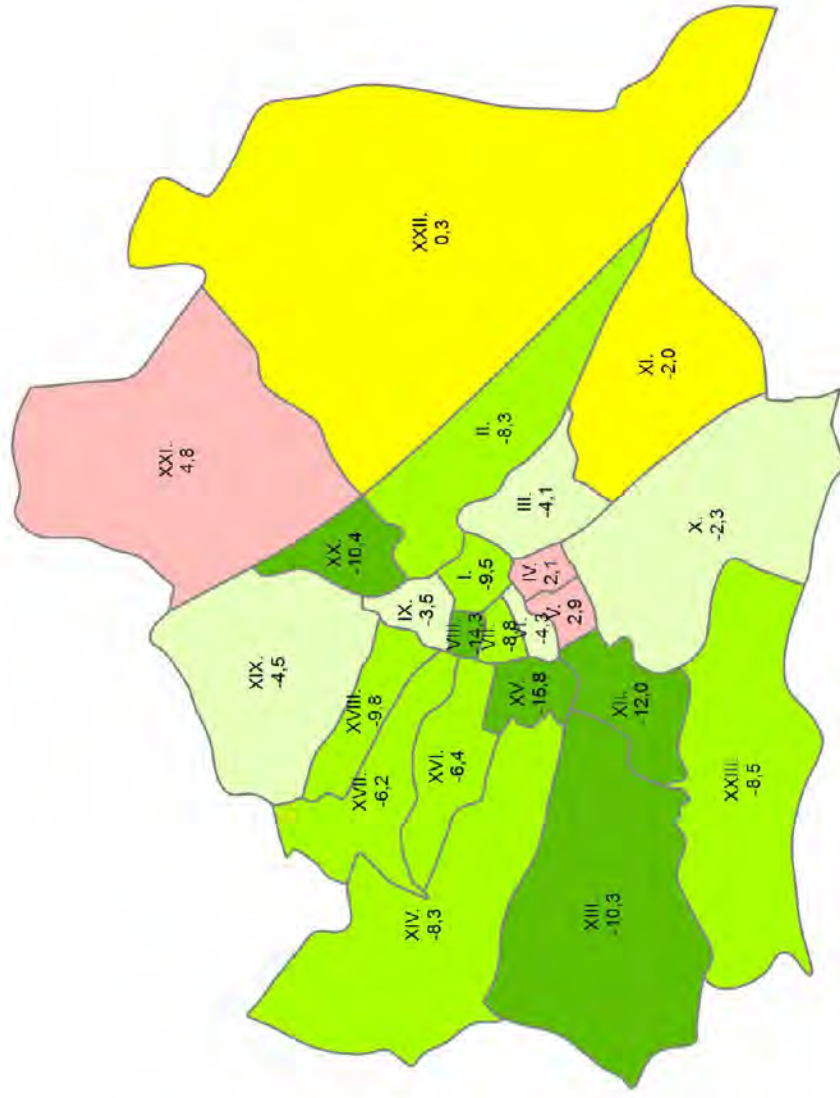 XXI.
4,8
XIX.
-4,5
XX.
-10,4
XVIII.
-9,8
XVII.
-6,2
IX.
-3,5
XXII.
0,3
XIV.
-8,3
XVI.
-6,4
VIII.
-14,3
I.
-9,5
II.
-8,3
VII.
-8,8
XV.
-15,8
VI.
-4,3
III.
-4,1
IV.
2,1
V.
2,9
XIII.
-10,3
XII.
-12,0
XI.
-2,0
X.
-2,3
XXIII.
-8,5